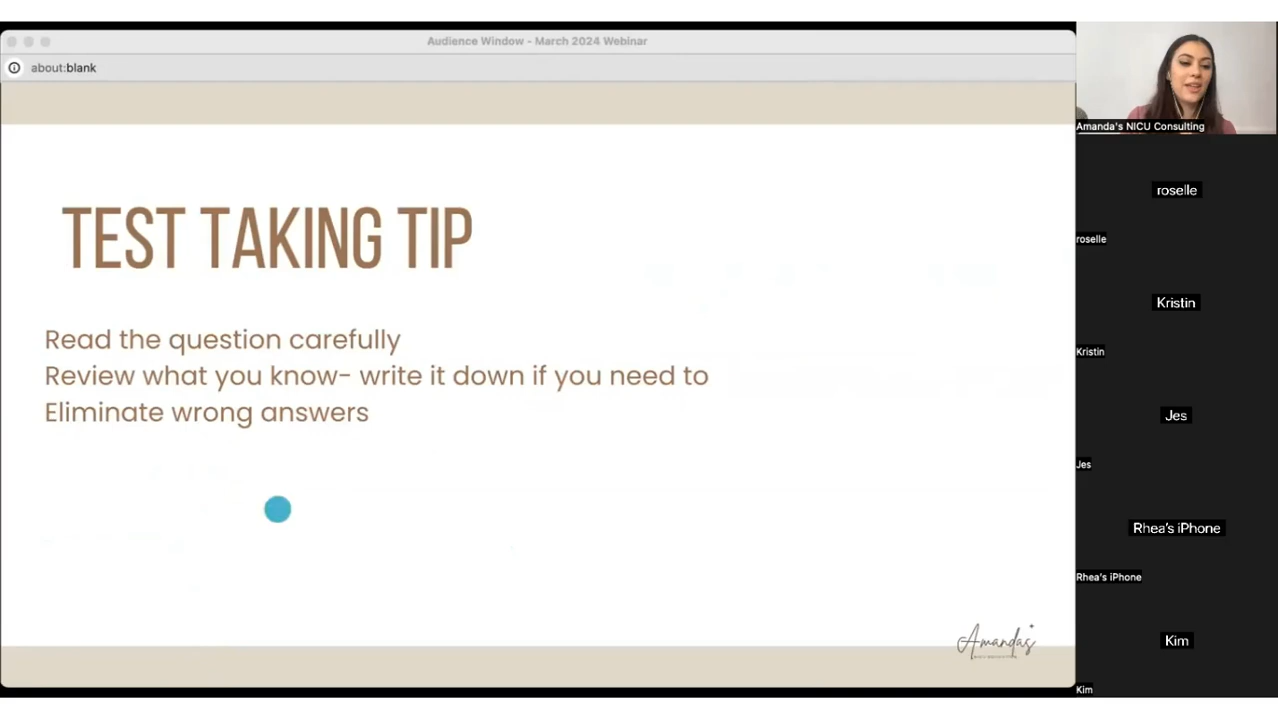 Audience Window - March 2024 Webinar
about:blank
TEST TAKING TIP
Read the question carefully
Review what you know- write it down if you need to
Eliminate wrong answers
Amandas
Amanda's NICU Consulting
roselle
roselle
Kristin
Kristin
Jes
Jes
Rhea's iPhone
Rhea's iPhone
Kim
Kim